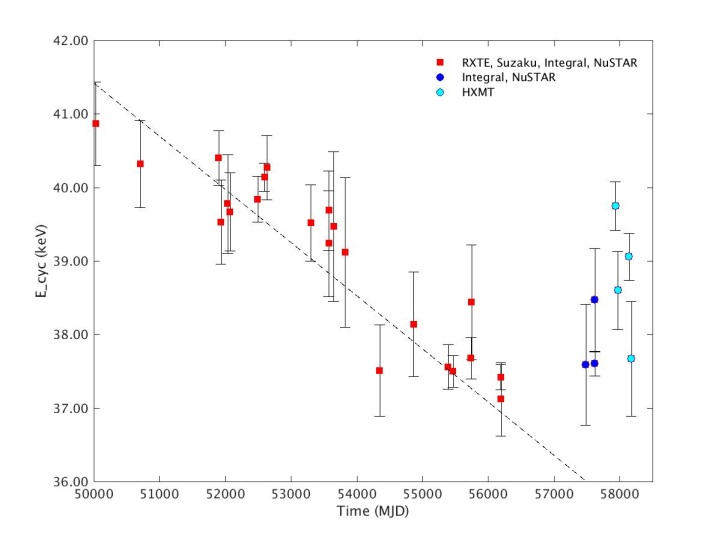 42.00
RXTE, Suzaku, Integral, NuSTAR
Integral, NuSTAR
HXMT
41.00
40.00
39.00
38.00
37.00
36.00
E_cyc (keV)
50000 51000 52000 53000 54000 55000 56000 57000 58000
Time (MJD)